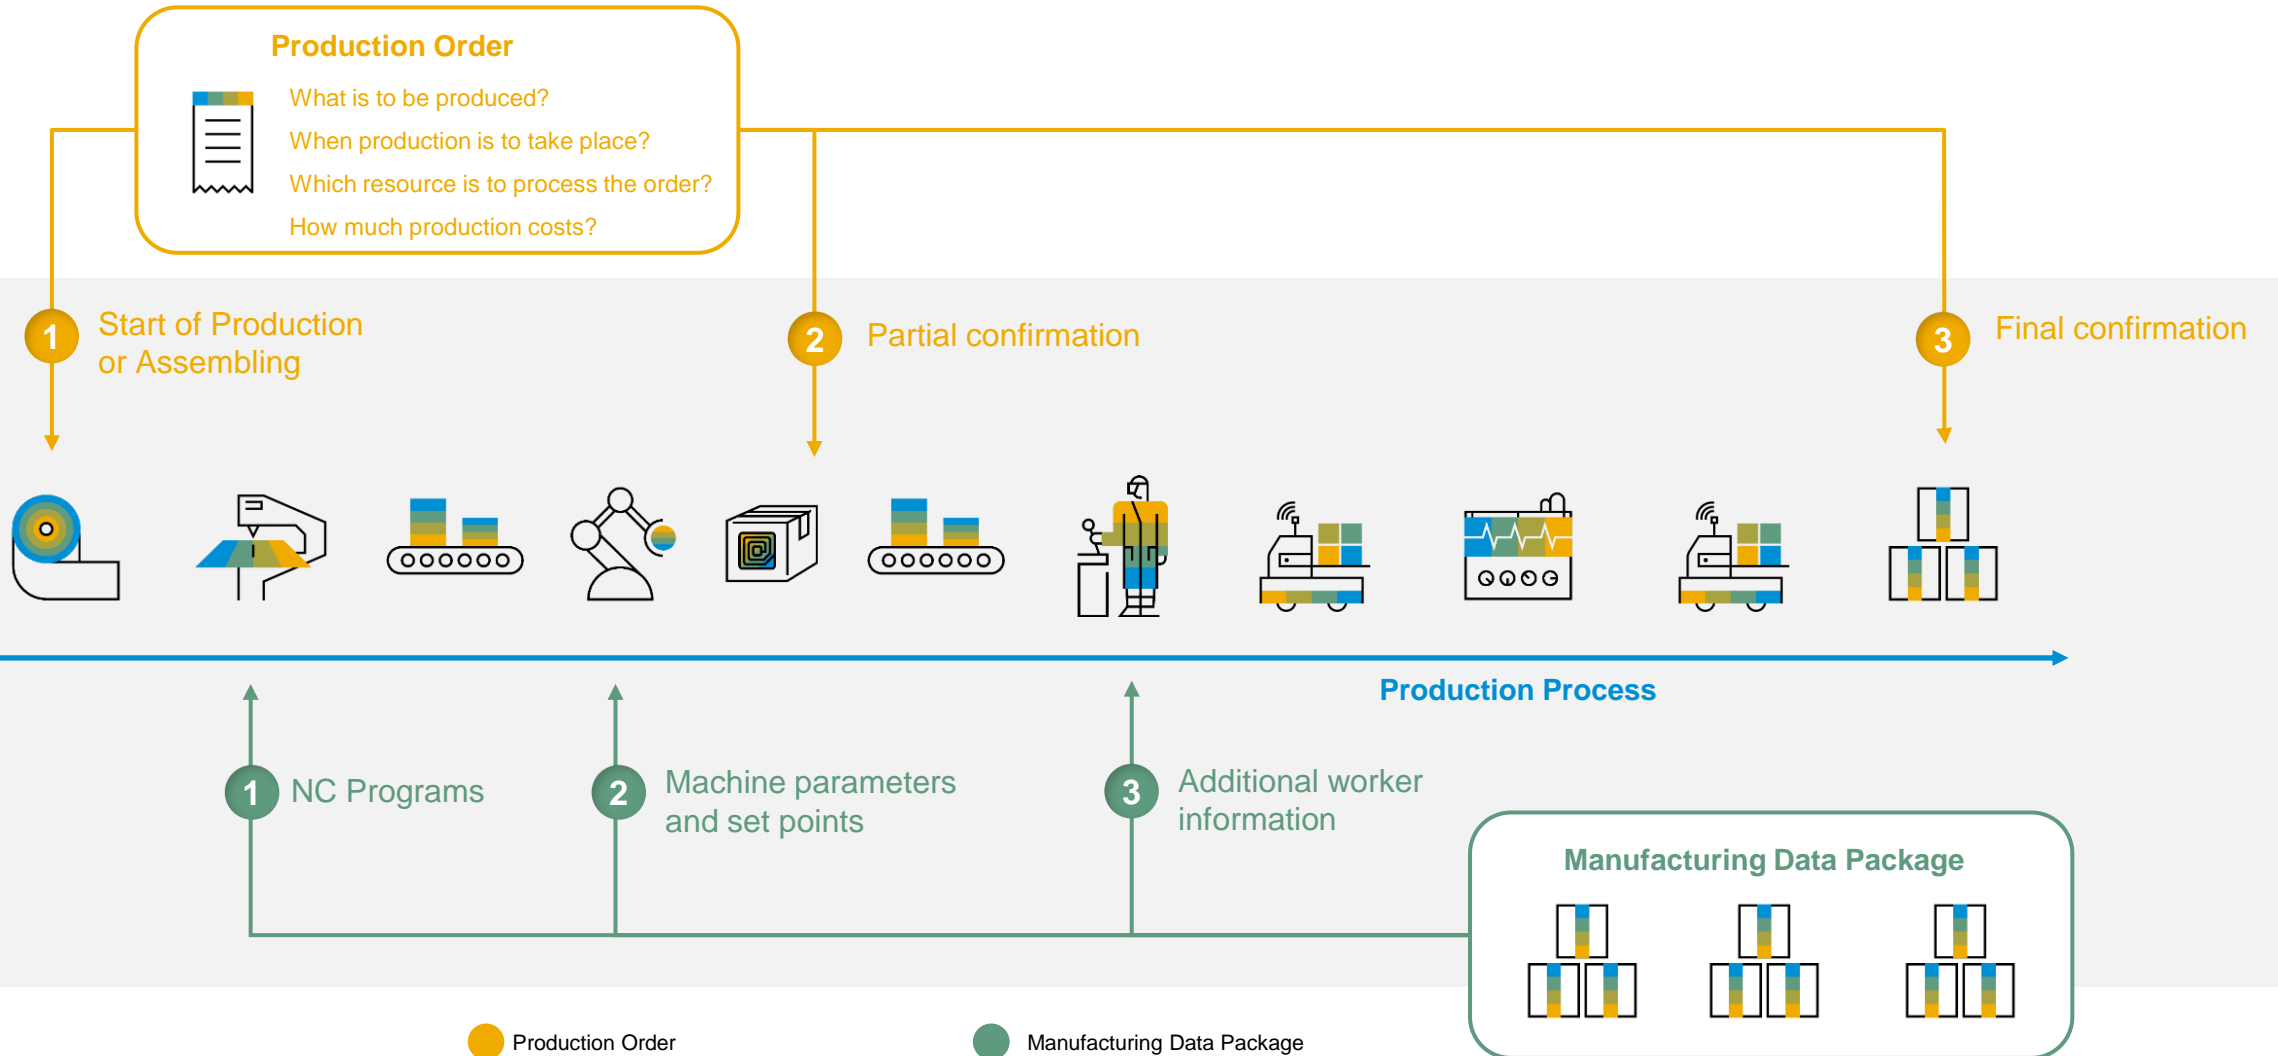 Production Order
What is to be produced?
When production is to take place?
Which resource is to process the order?
How much production costs?
1
Start of Production
or Assembling
2
Partial confirmation
3
Final confirmation
Production Process
1
NC Programs
2
Machine parameters
and set points
3
Additional worker
information
Manufacturing Data Package
Production Order
Manufacturing Data Package